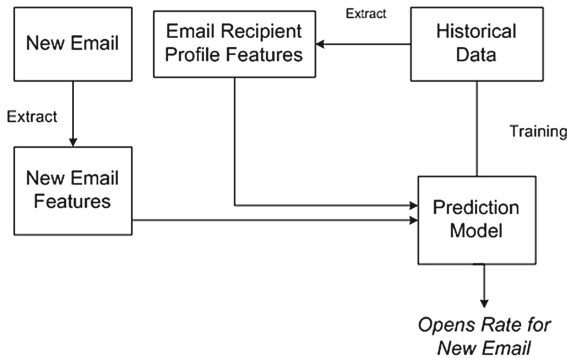 New Email
Email Recipient
Profile Features
Extract
Historical
Data
Extract
Training
New Email
Features
Prediction
Model
Opens Rate for
New Email